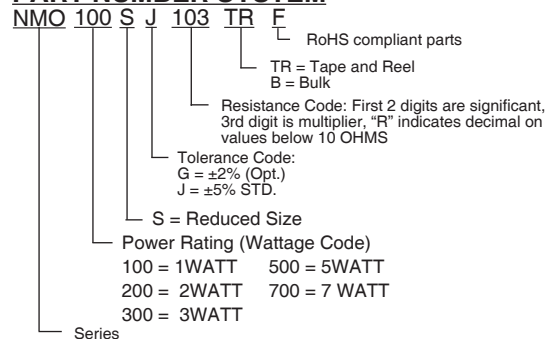 PART NUMBER SYSTEM
NMO 100 S J 103 TR F
RoHS compliant parts
TR = Tape and Reel
B = Bulk
Resistance Code: First 2 digits are significant,
3rd digit is multiplier, “R” indicates decimal on
values below 10 OHMS
Tolerance Code:
G = ±2% (Opt.)
J = ±5% STD.
S = Reduced Size
Power Rating (Wattage Code)
100 = 1WATT 500 = 5WATT
200 = 2WATT 700 = 7 WATT
300 = 3WATT
Series